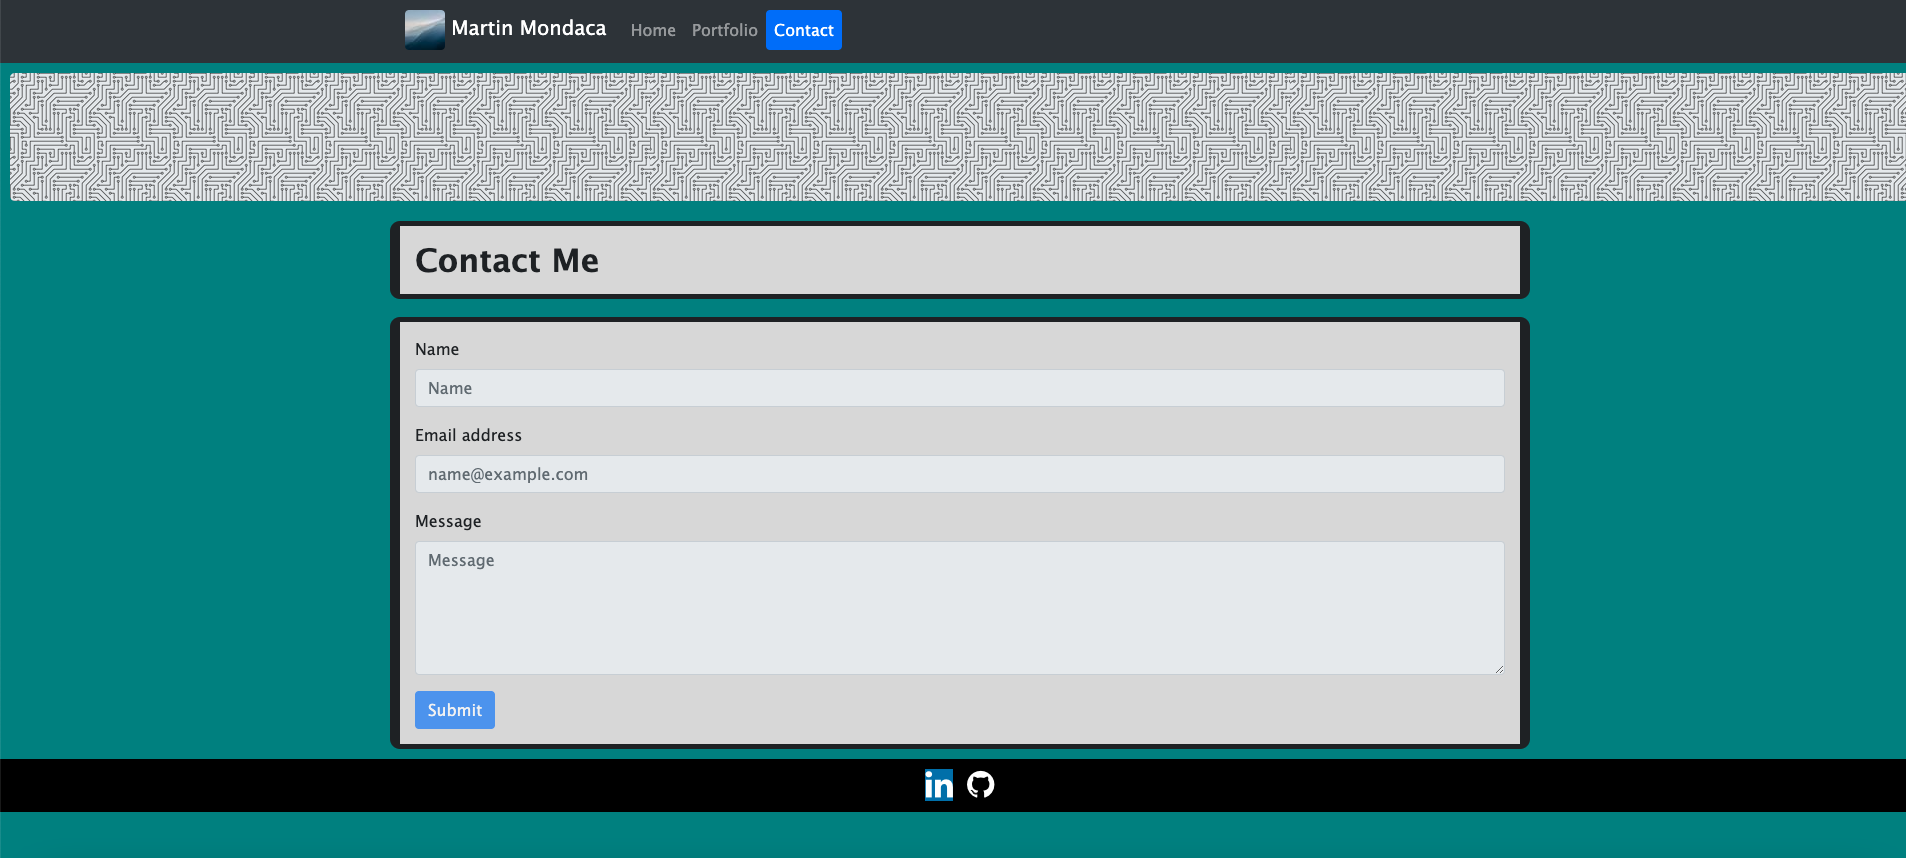 Martin Mondaca Home Portfolio Contact
Contact Me
Name
Name
Email address
name@example.com
Message
Message
Submit
in